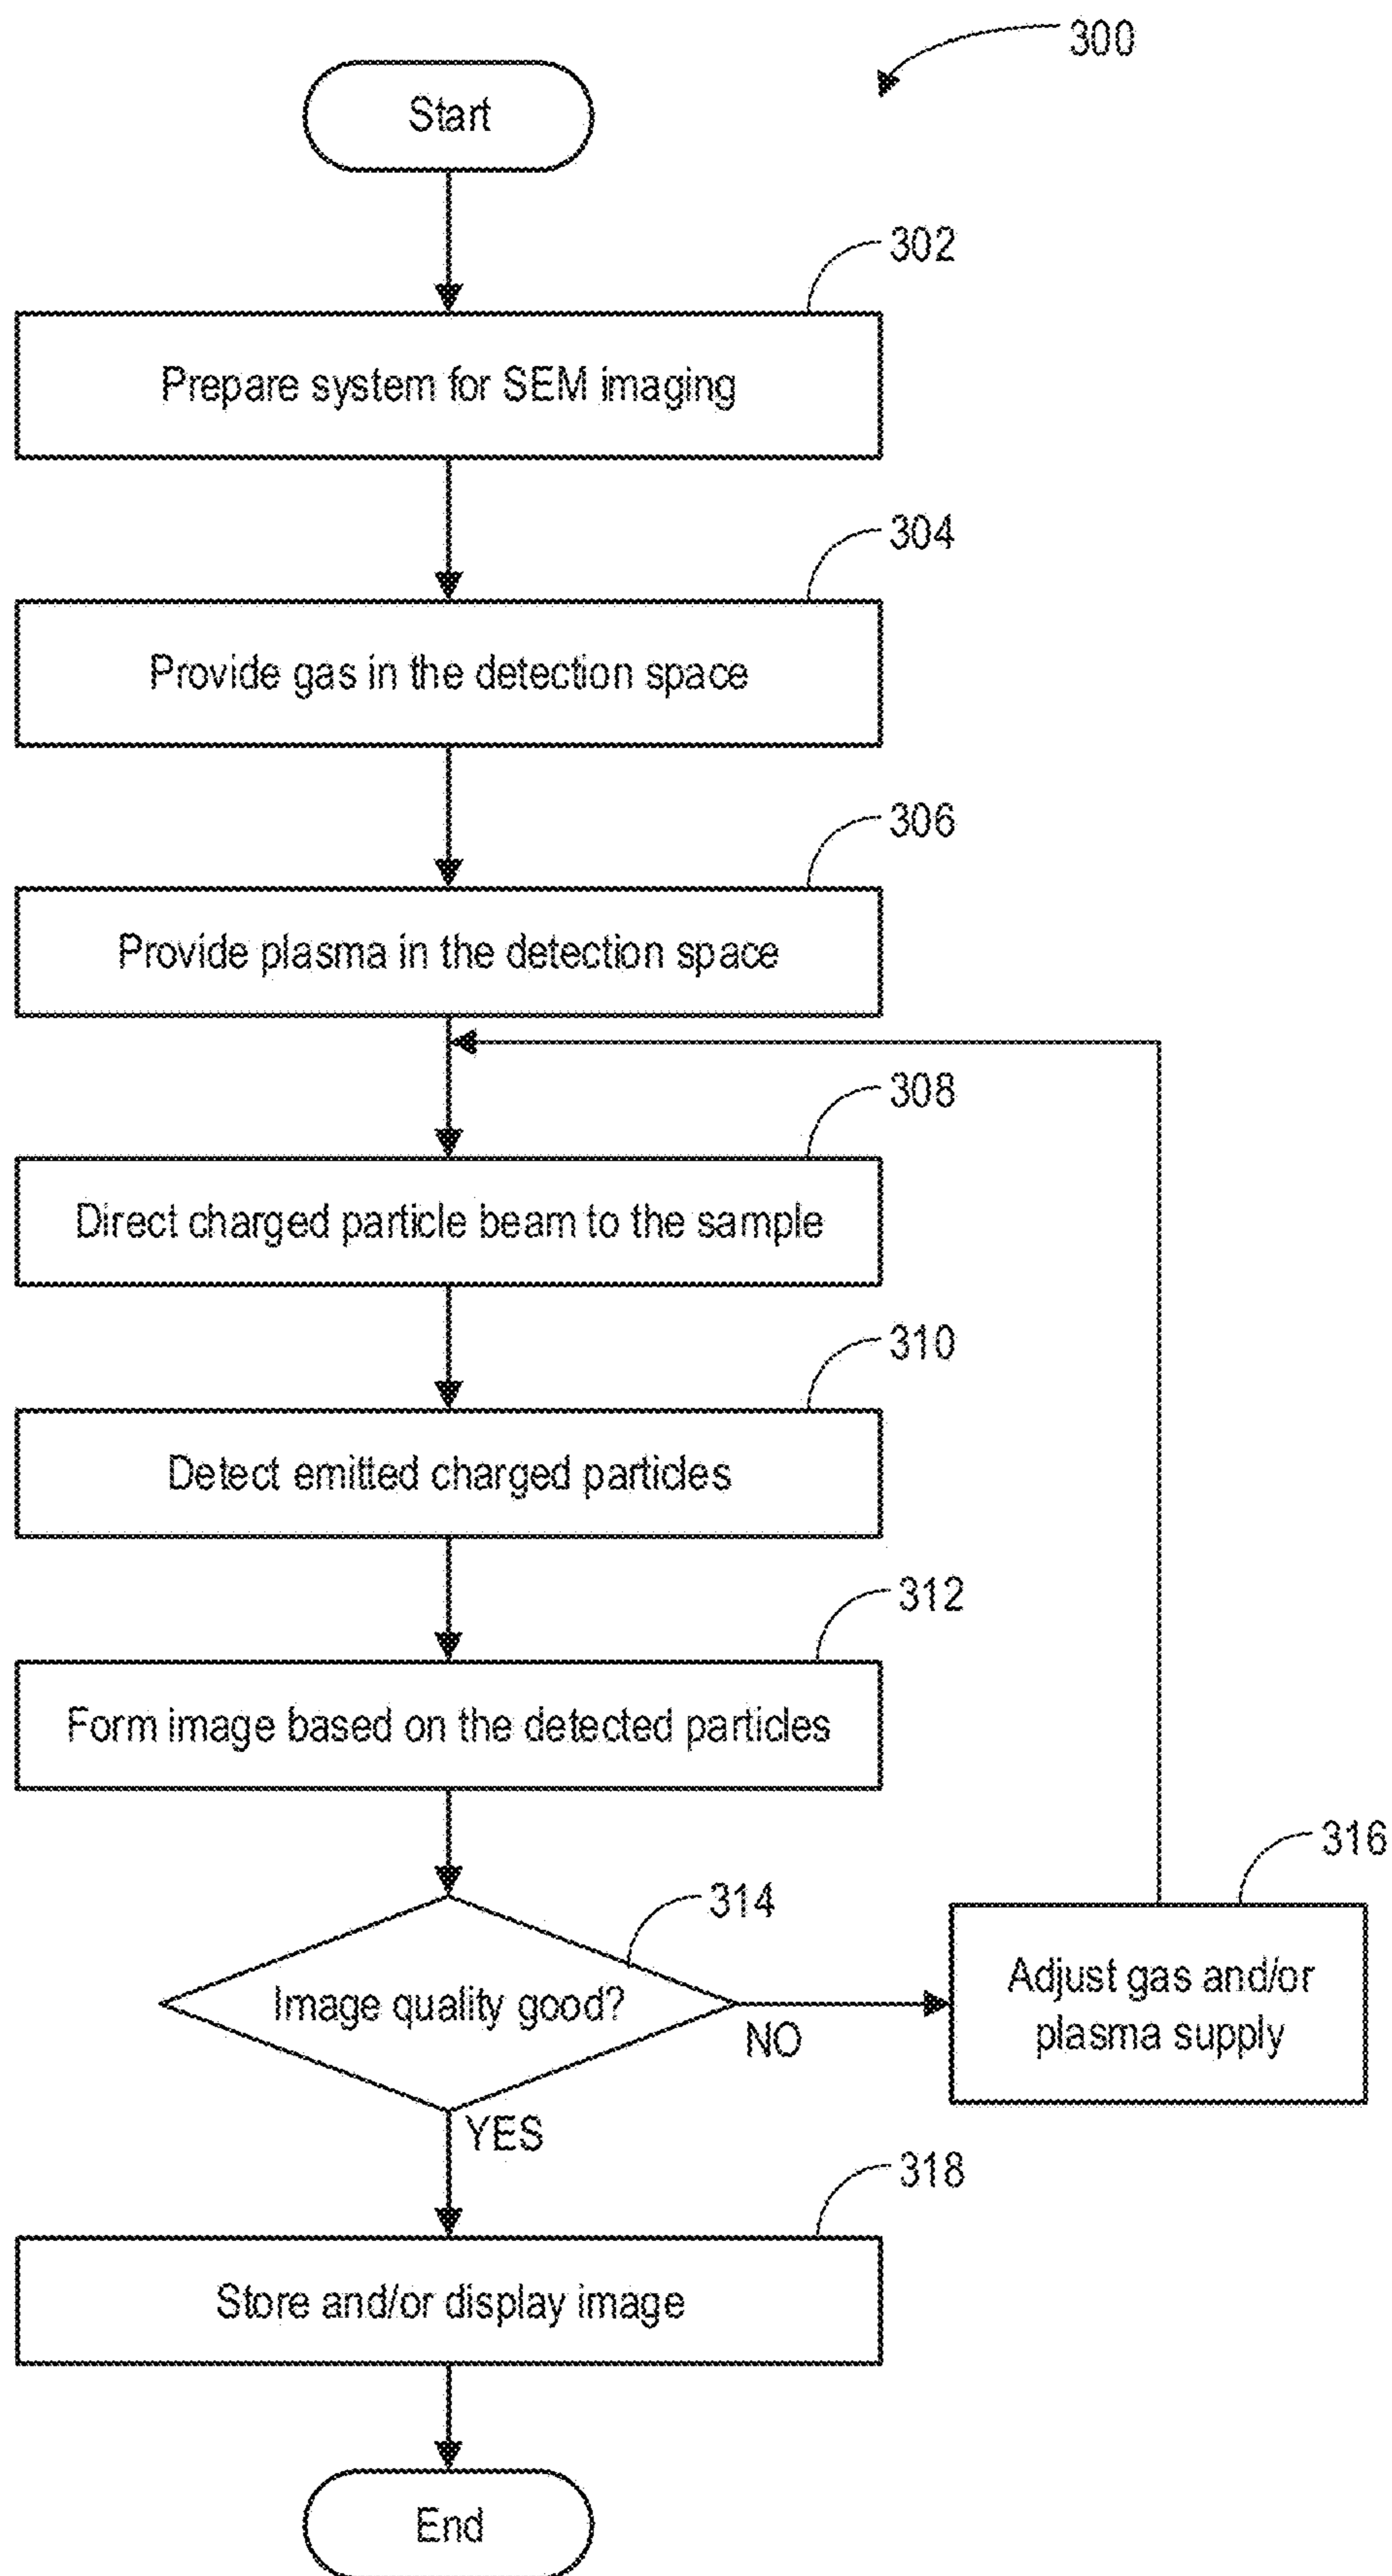 300
Start
302
Prepare system for SEM imaging
304
Provide gas in the detection space
306
Provide plasma in the detection space
308
Direct charged particle beam to the sample
310
Detect emitted charged particles
312
Form image based on the detected particles
314
Image quality good?
NO
316
Adjust gas and/or
plasma supply
YES
318
Store and/or display image
End